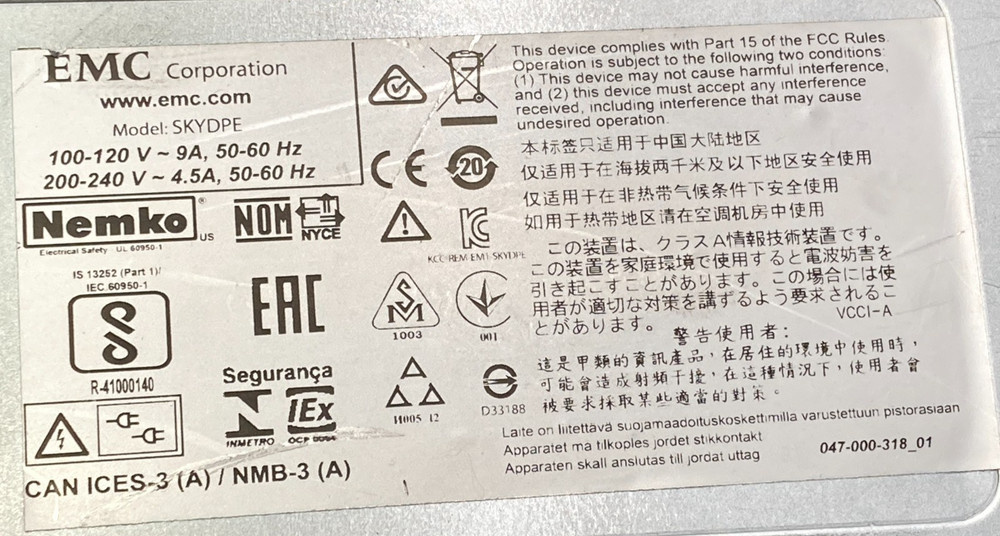 EMC Corporation
www.emc.com
Model: SKYDPE
100-120 V ~ 9A, 50-60 Hz
200-240 V ~ 4.5A, 50-60 Hz
Nemko ® US
Electrical Safety · UL 60950-1
NOM NYCE
IS 13252 (Part 1)/
IEC 60950-1
R-41000140
EAC
Segurança
INMETRO
IEx
OCP 0004
CAN ICES-3 (A) / NMB-3 (A)
CE
20
KCC-REM-EM1-SKYDPE
SM
1003
001
H005 12
D33188
This device complies with Part 15 of the FCC Rules.
Operation is subject to the following two conditions:
(1) This device may not cause harmful interference,
and (2) this device must accept any interference
received, including interference that may cause
undesired operation.
本标签只适用于中国大陆地区
仅适用于在海拔两千米及以下地区安全使用
仅适用于在非热带气候条件下安全使用
如用于热带地区请在空调机房中使用
この装置は、クラスA情報技術装置です。
この装置を家庭環境で使用すると電波妨害を
引き起こすことがあります。この場合には使
用者が適切な対策を講ずるよう要求されるこ
とがあります。
VCCI-A
警告使用者:
這是甲類的資訊產品，在居住的環境中使用時，
可能會造成射頻干擾，在這種情況下，使用者會
被要求採取某些適當的對策。
Laite on liitettävä suojamaadoituskoskettimilla varustettuun pistorasiaan
Apparatet ma tilkoples jordet stikkontakt
Apparaten skall anslutas till jordat uttag
047-000-318_01